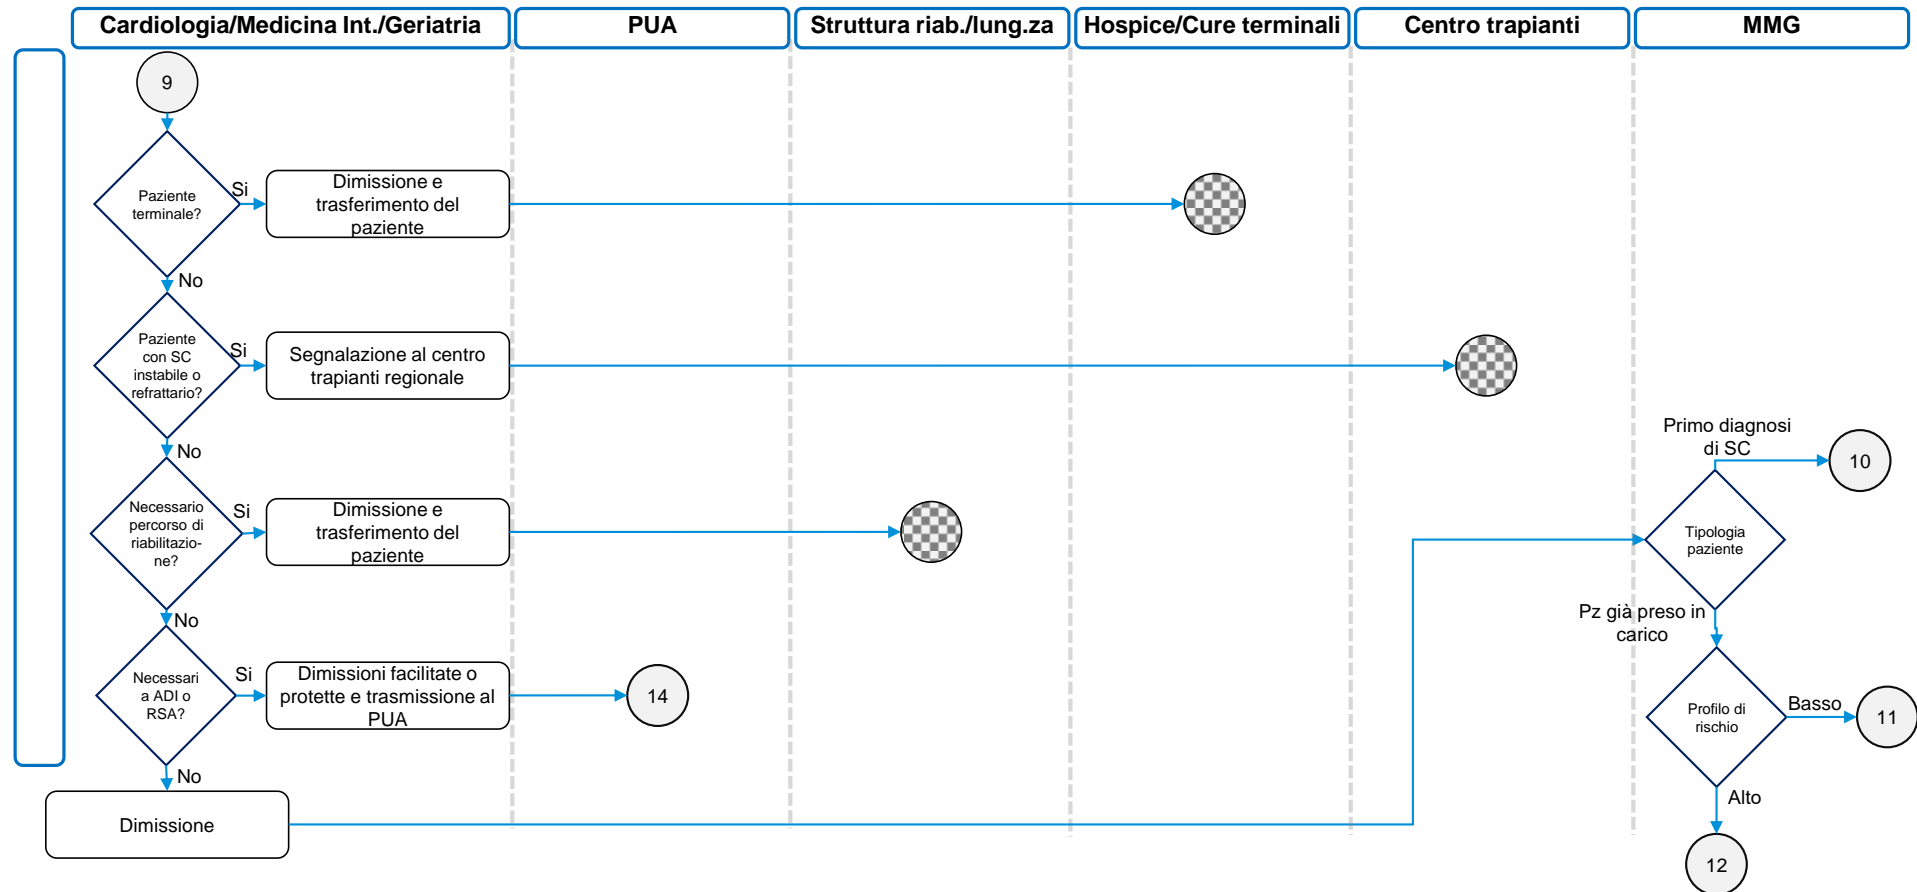 Cardiologia/Medicina Int./Geriatria
PUA
Struttura riab./lung.za
Hospice/Cure terminali
Centro trapianti
MMG
9
Paziente
terminale?
Si
Dimissione e
trasferimento del
paziente
No
Paziente
con SC
instabile o
refrattario?
Si
Segnalazione al centro
trapianti regionale
No
Necessario
percorso di
riabilitazio-
ne?
Si
Dimissione e
trasferimento del
paziente
No
Necessari
a ADI o
RSA?
Si
Dimissioni facilitate o
protette e trasmissione al
PUA
14
No
Dimissione
Primo diagnosi
di SC
10
Tipologia
paziente
Pz già preso in
carico
Profilo di
rischio
Basso
11
Alto
12